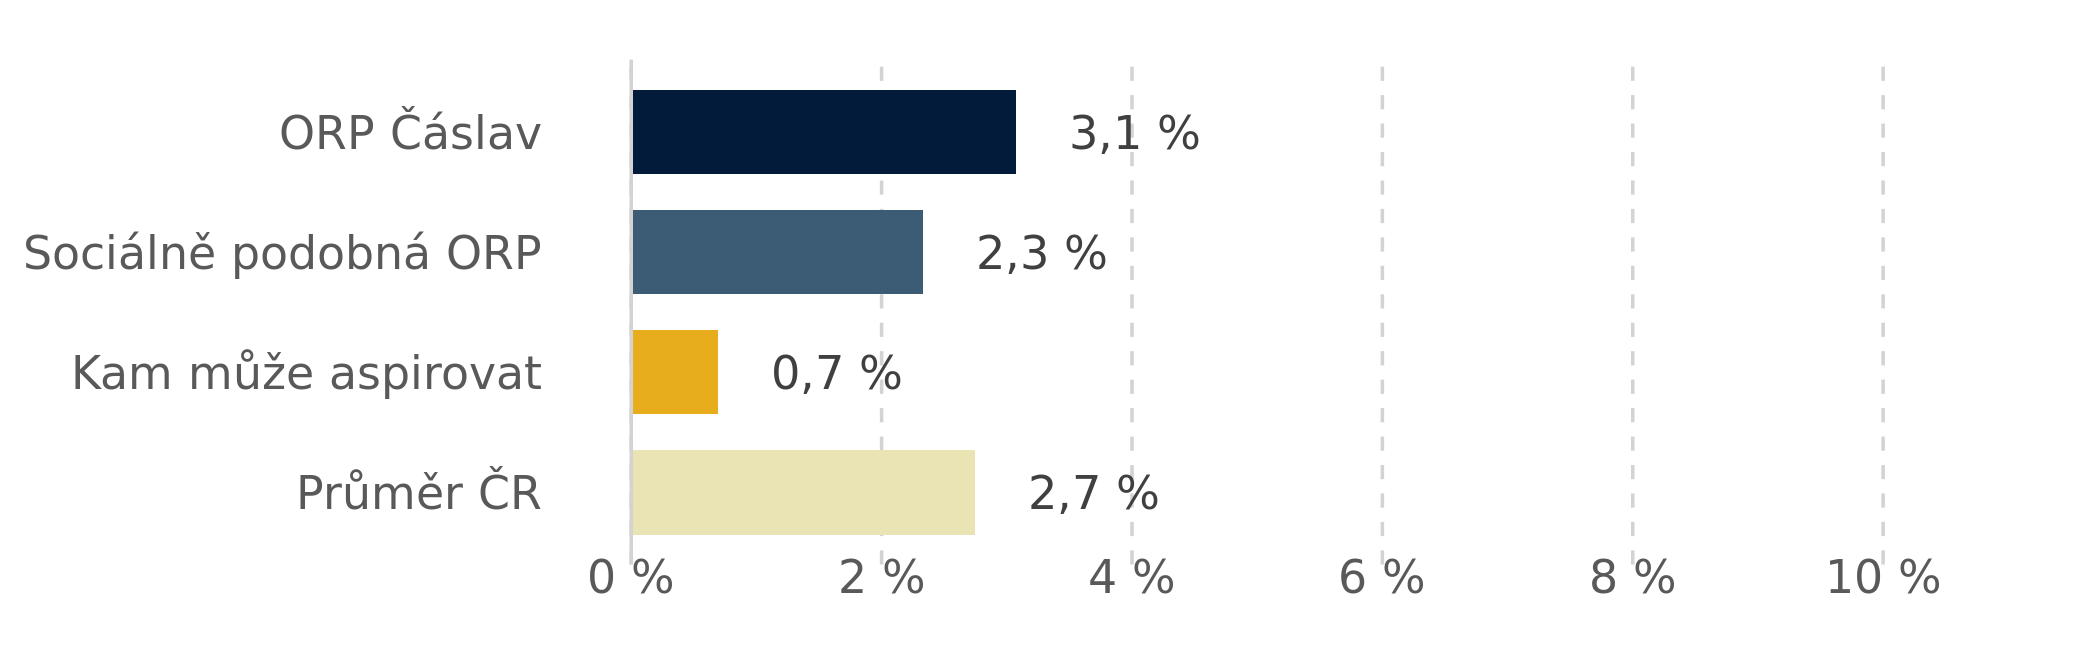 ORP Čáslav 3,1 %
Sociálně podobná ORP 2,3 %
Kam může aspirovat 0,7 %
Průměr ČR 2,7 %
0 % 2 % 4 % 6 % 8 % 10 %